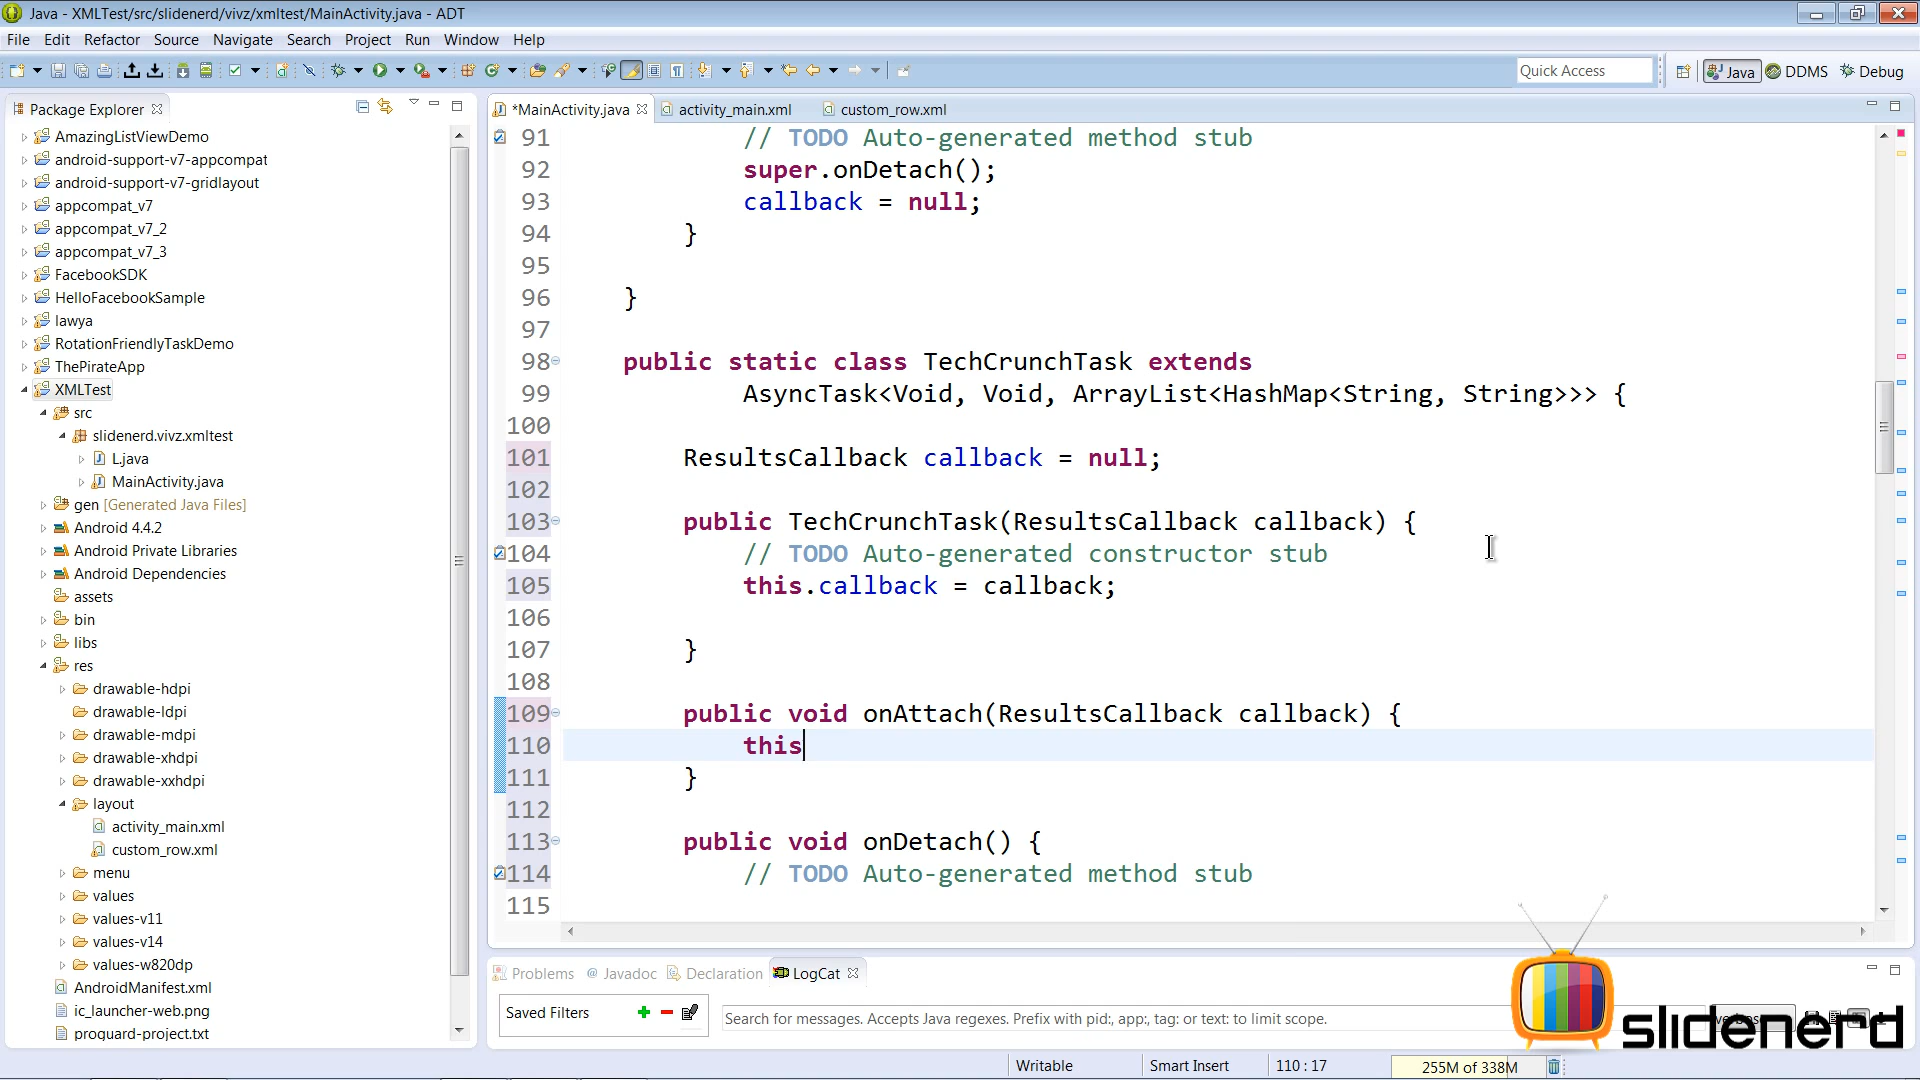 Java - XMLTest/src/slidenerd/vivz/xmltest/MainActivity.java - ADT
File Edit Refactor Source Navigate Search Project Run Window Help
Quick Access Java DDMS Debug
Package Explorer
*MainActivity.java activity_main.xml custom_row.xml
AmazingListViewDemo
android-support-v7-appcompat
android-support-v7-gridlayout
appcompat_v7
appcompat_v7_2
appcompat_v7_3
FacebookSDK
HelloFacebookSample
lawya
RotationFriendlyTaskDemo
ThePirateApp
XMLTest
src
slidenerd.vivz.xmltest
L.java
MainActivity.java
gen [Generated Java Files]
Android 4.4.2
Android Private Libraries
Android Dependencies
assets
bin
libs
res
drawable-hdpi
drawable-ldpi
drawable-mdpi
drawable-xhdpi
drawable-xxhdpi
layout
activity_main.xml
custom_row.xml
menu
values
values-v11
values-v14
values-w820dp
AndroidManifest.xml
ic_launcher-web.png
proguard-project.txt
91 // TODO Auto-generated method stub
92 super.onDetach();
93 callback = null;
94 }
95
96 }
97
98 public static class TechCrunchTask extends
99 AsyncTask<Void, Void, ArrayList<HashMap<String, String>>> {
100
101 ResultsCallback callback = null;
102
103 public TechCrunchTask(ResultsCallback callback) {
104 // TODO Auto-generated constructor stub
105 this.callback = callback;
106
107 }
108
109 public void onAttach(ResultsCallback callback) {
110 this
111 }
112
113 public void onDetach() {
114 // TODO Auto-generated method stub
115
Problems @ Javadoc Declaration LogCat
Saved Filters
Search for messages. Accepts Java regexes. Prefix with pid:, app:, tag: or text: to limit scope.
slidenerd
Writable Smart Insert 110 : 17 255M of 338M